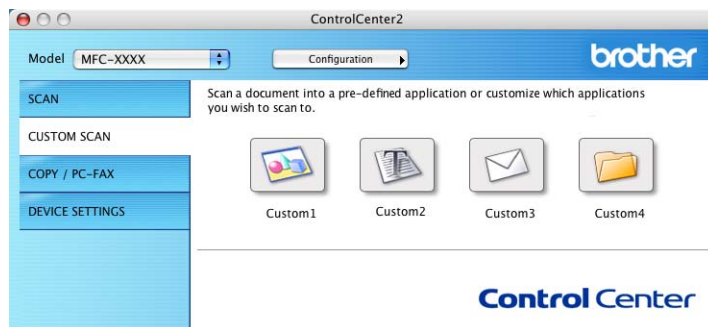 ControlCenter2
Model MFC-XXXX Configuration brother
SCAN
CUSTOM SCAN
COPY / PC-FAX
DEVICE SETTINGS
Scan a document into a pre-defined application or customize which applications
you wish to scan to.
Custom1 Custom2 Custom3 Custom4
Control Center